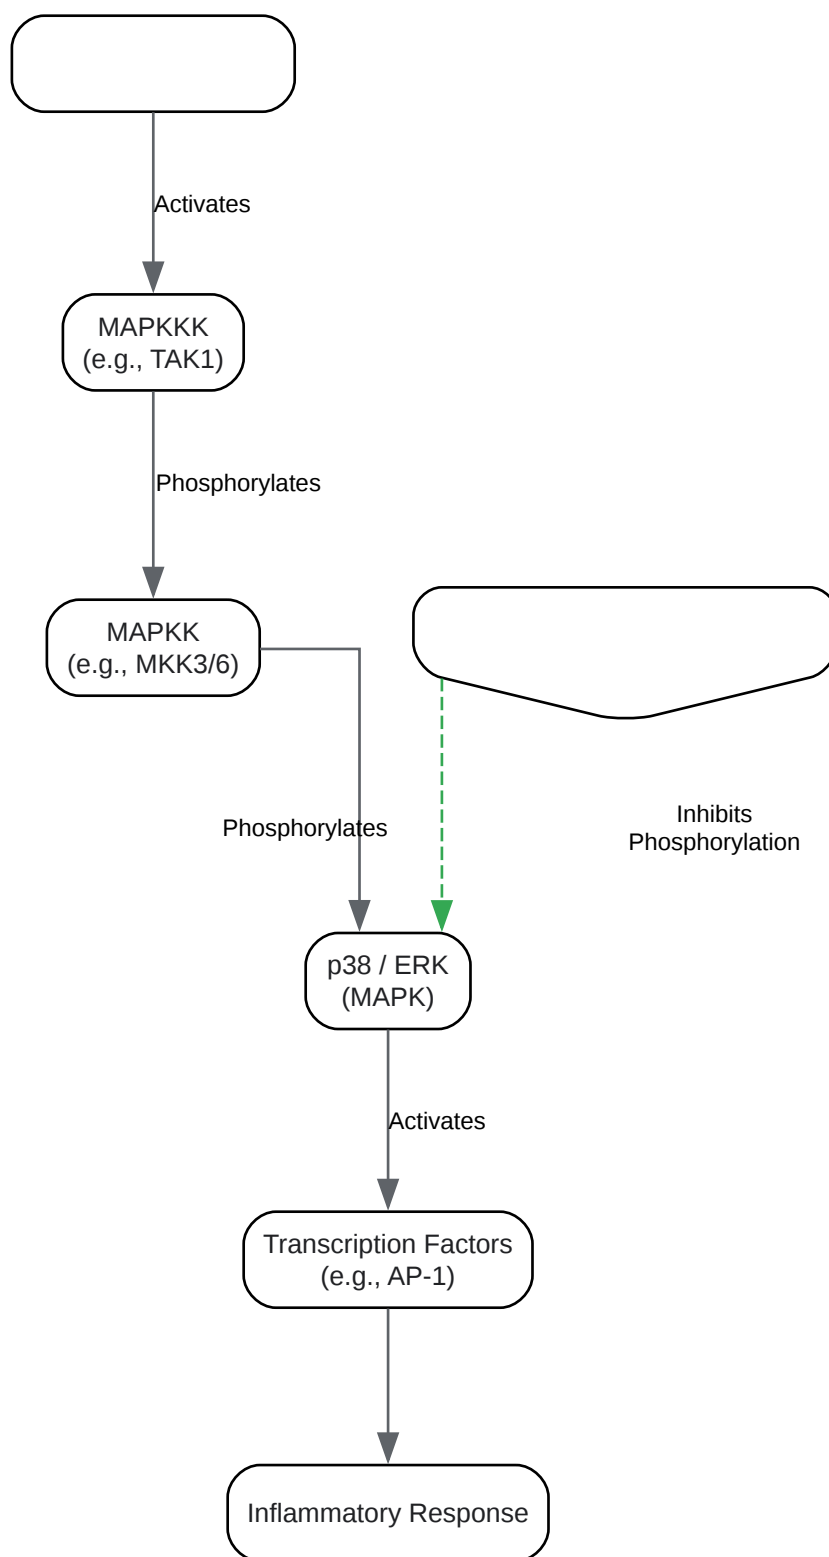 Activates
MAPKKK
(e.g., TAK1)
Phosphorylates
MAPKK
(e.g., MKK3/6)
Phosphorylates
Inhibits
Phosphorylation
p38 / ERK
(MAPK)
Activates
Transcription Factors
(e.g., AP-1)
Inflammatory Response